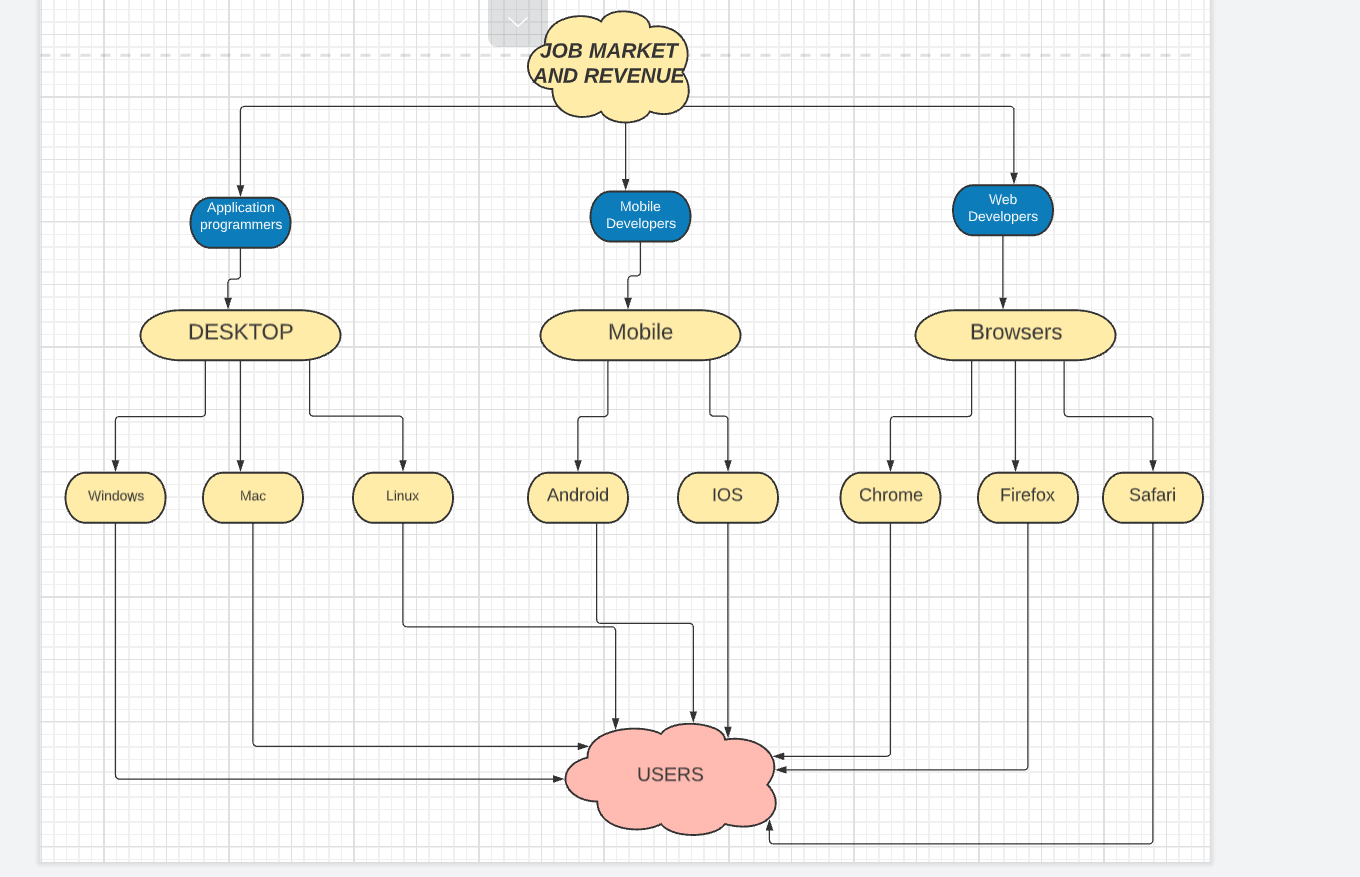 JOB MARKET
AND REVENUE
Application
programmers
Mobile
Developers
Web
Developers
DESKTOP
Mobile
Browsers
Windows
Mac
Linux
Android
IOS
Chrome
Firefox
Safari
USERS